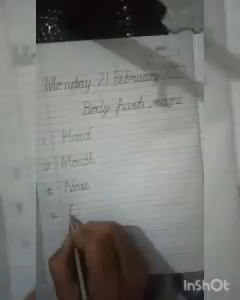 Monday 21 February
Body parts name
1 Head
2 Mouth
3 Nose
4 E
InShOt